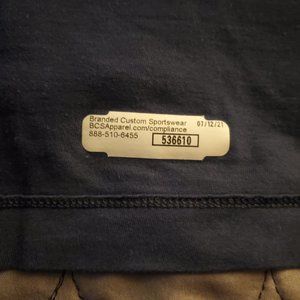 Branded Custom Sportswear 07/12/21
BCSApparel.com/compliance
888-510-6455 536610